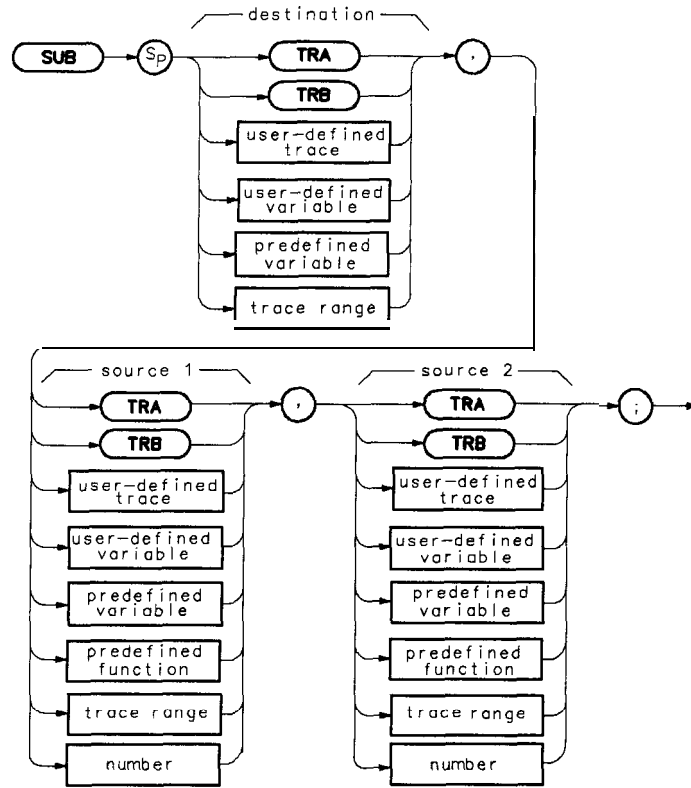 destination
SUB
SP
TRA
,
TRB
user-defined
trace
user-defined
variable
predefined
variable
trace range
source 1
TRA
TRB
user-defined
trace
user-defined
variable
predefined
variable
predefined
function
trace range
number
,
source 2
TRA
TRB
user-defined
trace
user-defined
variable
predefined
variable
predefined
function
trace range
number
;